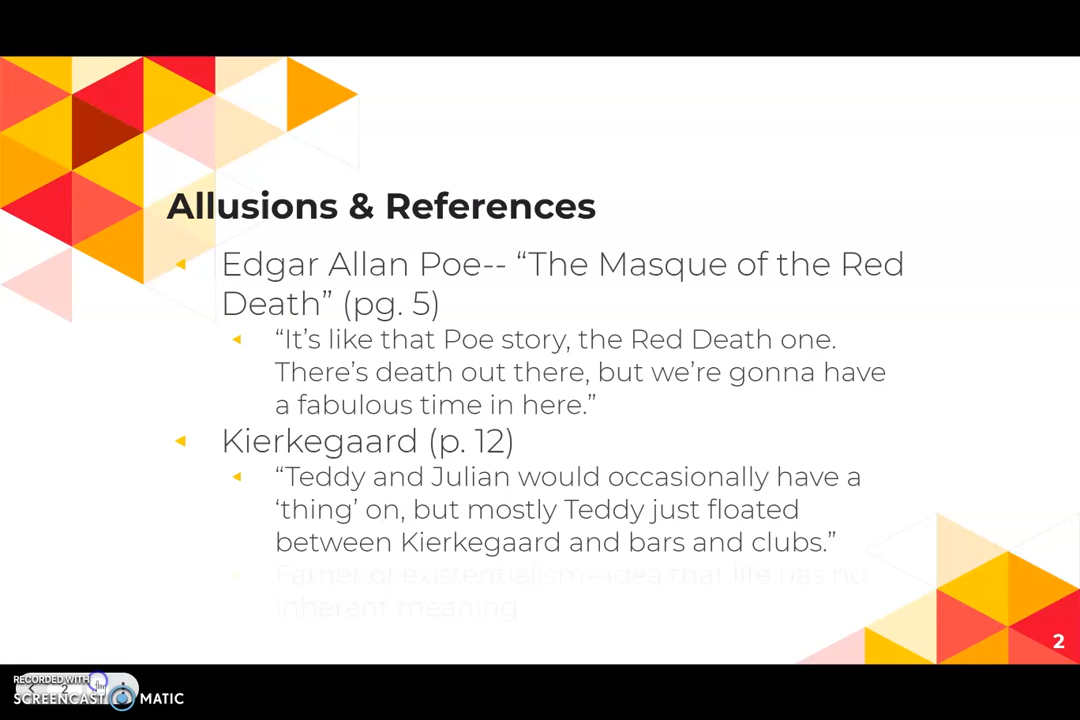 Allusions & References
Edgar Allan Poe-- “The Masque of the Red
Death” (pg. 5)
“It’s like that Poe story, the Red Death one.
There’s death out there, but we’re gonna have
a fabulous time in here.”
Kierkegaard (p. 12)
“Teddy and Julian would occasionally have a
‘thing’ on, but mostly Teddy just floated
between Kierkegaard and bars and clubs.”
Father of existentialism--idea that life has no
inherent meaning
2
RECORDED WITH
2
SCREENCAST MATIC